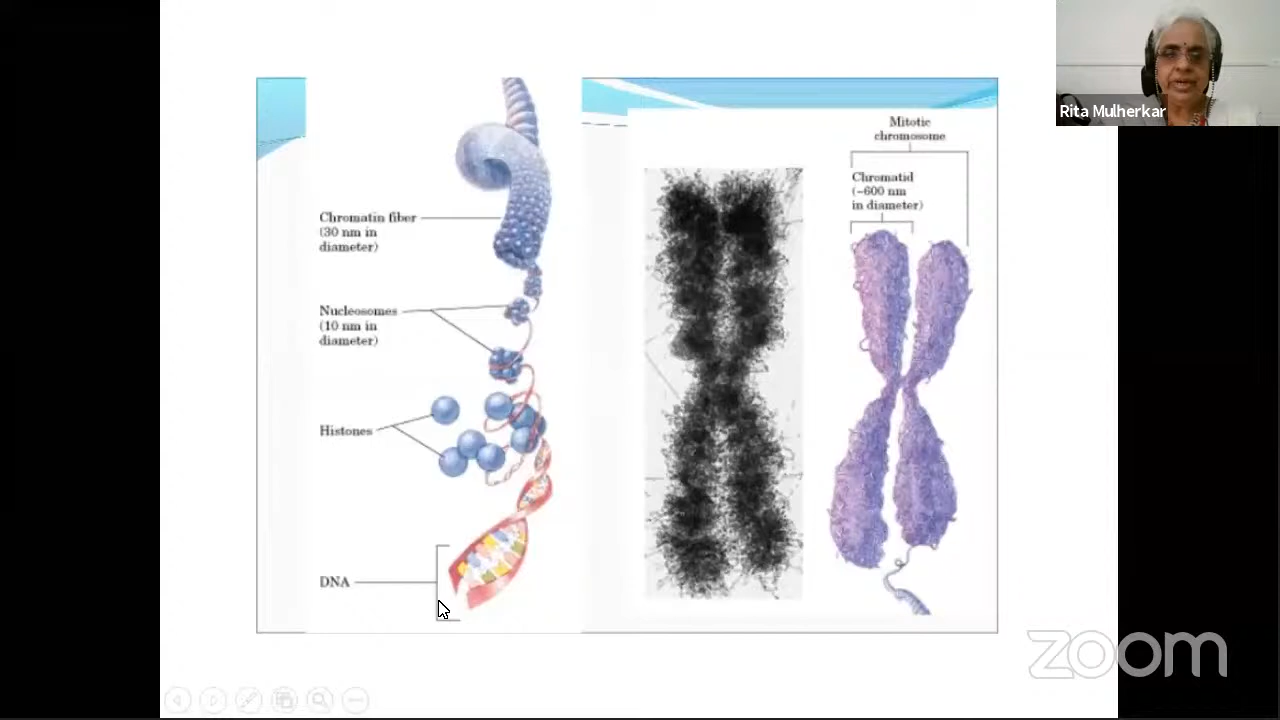 Rita Mulherkar
Mitotic
chromosome
Chromatid
(~600 nm
in diameter)
Chromatin fiber
(30 nm in
diameter)
Nucleosomes
(10 nm in
diameter)
Histones
DNA
zoom